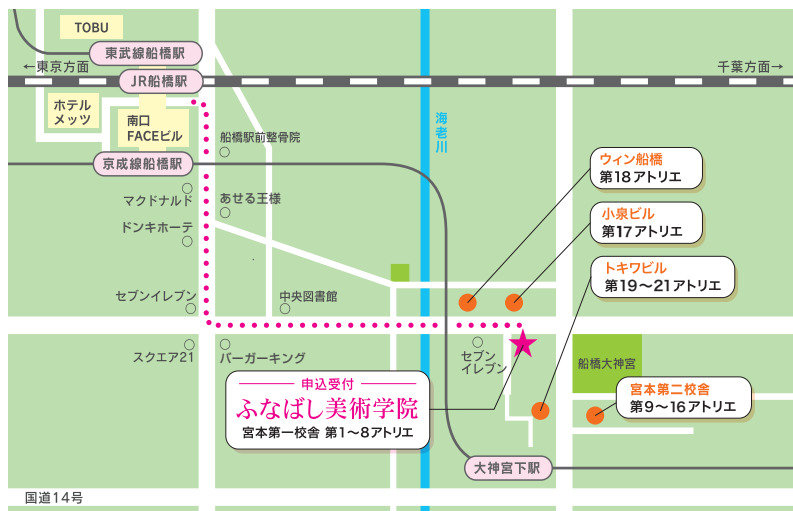 TOBU
東武線船橋駅
←東京方面
千葉方面→
JR船橋駅
ホテル
メッツ
南口
FACEビル
海老川
船橋駅前整骨院
京成線船橋駅
ウィン船橋
第18アトリエ
マクドナルド
あせる王様
小泉ビル
第17アトリエ
ドンキホーテ
トキワビル
第19〜21アトリエ
セブンイレブン
中央図書館
スクエア21
バーガーキング
セブン
イレブン
船橋大神宮
申込受付
ふなばし美術学院
宮本第一校舎 第1〜8アトリエ
宮本第二校舎
第9〜16アトリエ
大神宮下駅
国道14号